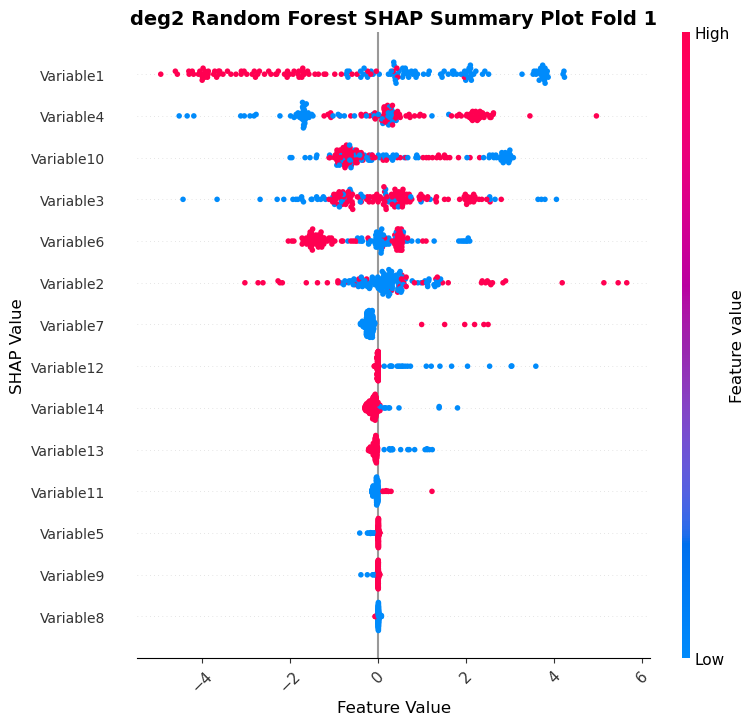 deg2 Random Forest SHAP Summary Plot Fold 1
High
Variable1
Variable4
Variable10
Variable3
Variable6
Variable2
Variable7
Variable12
Variable14
Variable13
Variable11
Variable5
Variable9
Variable8
SHAP Value
Feature value
Low
−4 −2 0 2 4 6
Feature Value